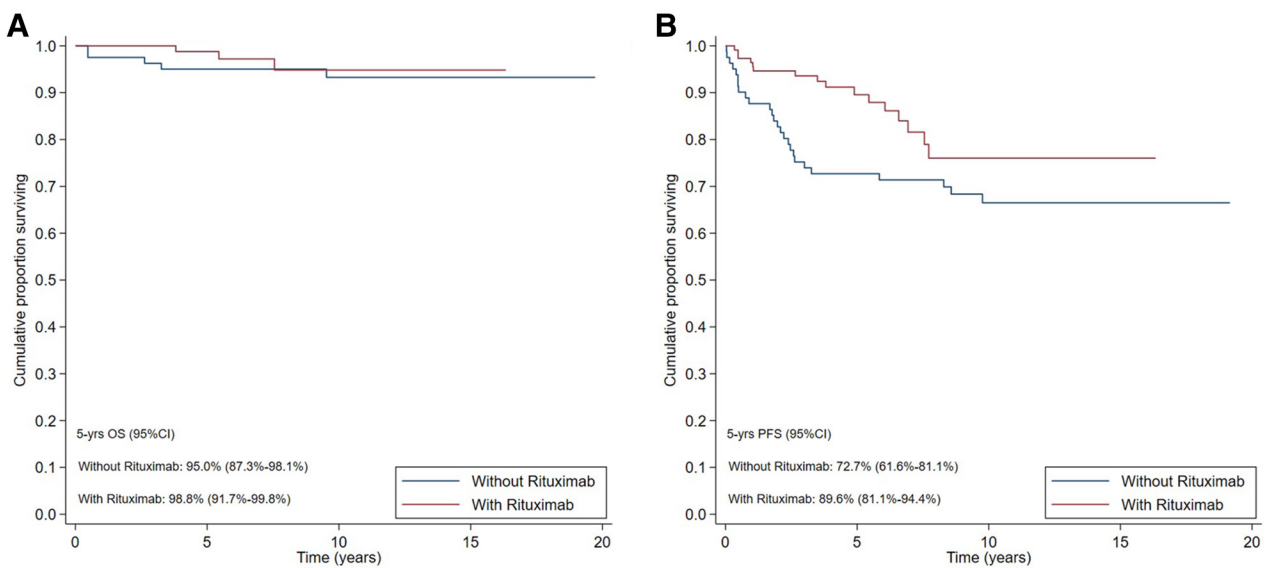 A
Cumulative proportion surviving
1.0
0.9
0.8
0.7
0.6
0.5
0.4
0.3
0.2
0.1
0.0
5-yrs OS (95%CI)
Without Rituximab: 95.0% (87.3%-98.1%)
With Rituximab: 98.8% (91.7%-99.8%)
Without Rituximab
With Rituximab
0 5 10 15 20
Time (years)
B
Cumulative proportion surviving
1.0
0.9
0.8
0.7
0.6
0.5
0.4
0.3
0.2
0.1
0.0
5-yrs PFS (95%CI)
Without Rituximab: 72.7% (61.6%-81.1%)
With Rituximab: 89.6% (81.1%-94.4%)
Without Rituximab
With Rituximab
0 5 10 15 20
Time (years)